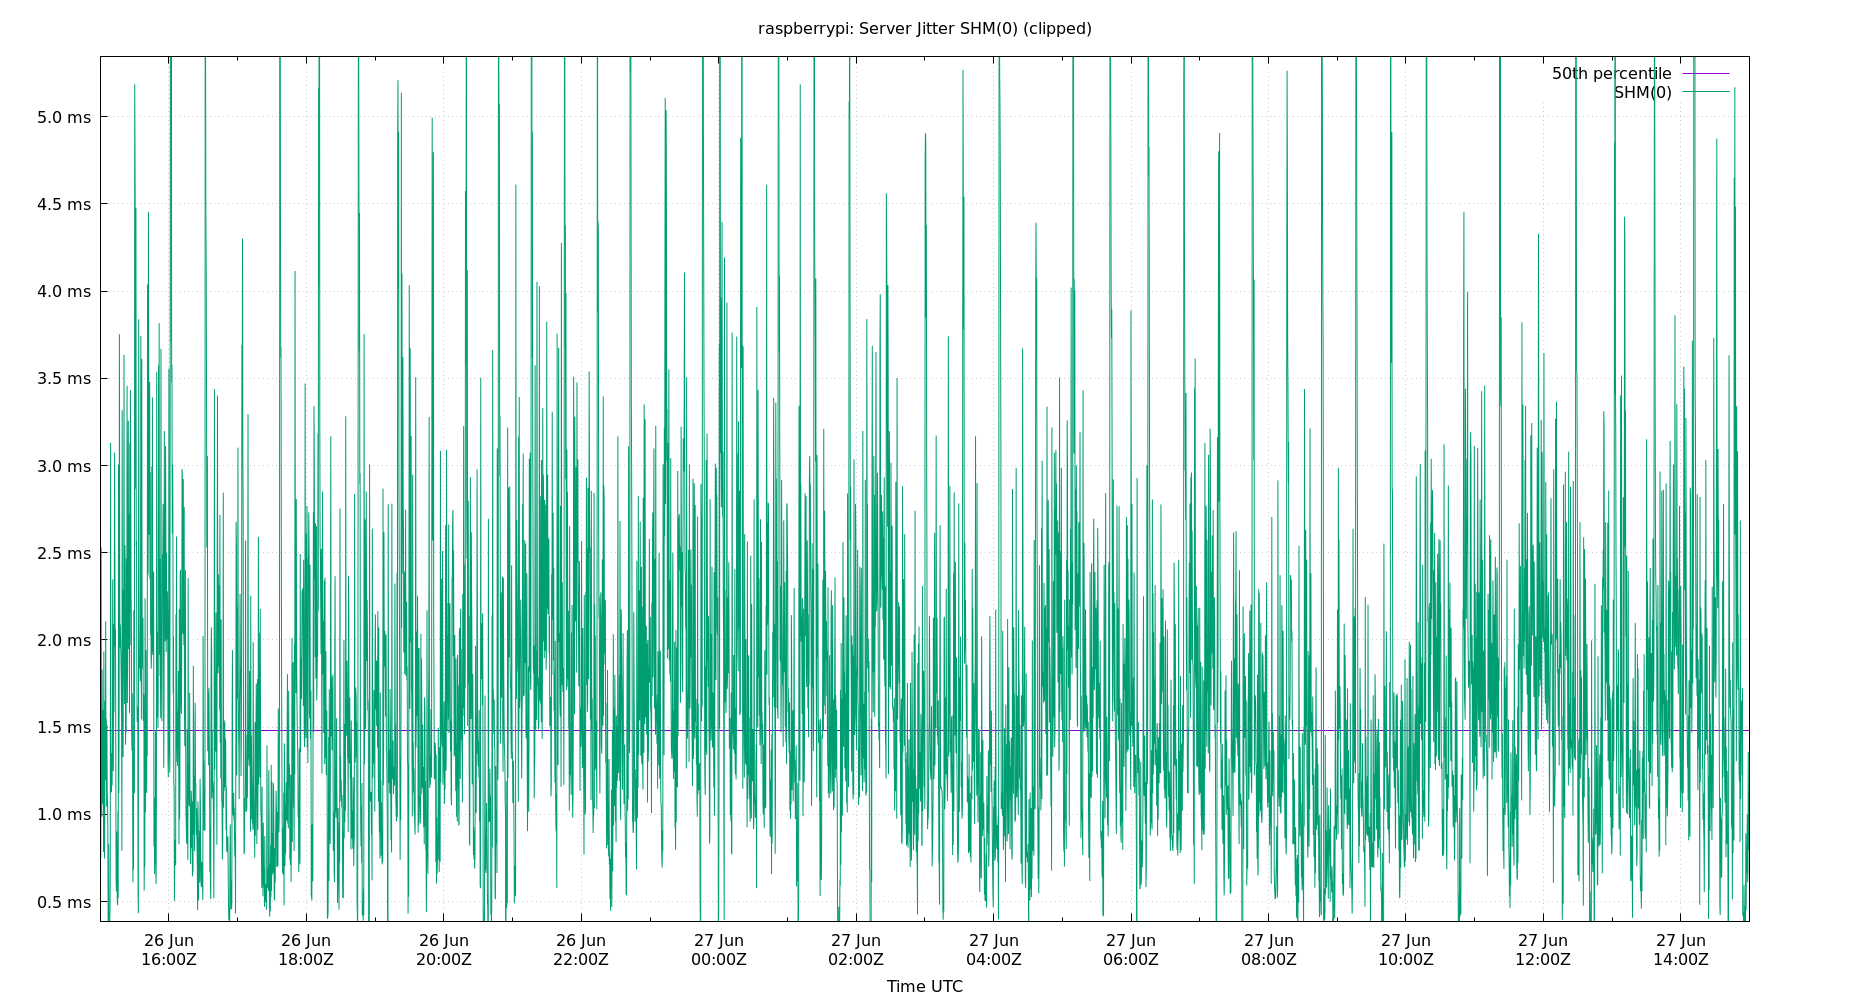 raspberrypi: Server Jitter SHM(0) (clipped)
50th percentile
SHM(0)
5.0 ms
4.5 ms
4.0 ms
3.5 ms
3.0 ms
2.5 ms
2.0 ms
1.5 ms
1.0 ms
0.5 ms
26 Jun 26 Jun 26 Jun 26 Jun 27 Jun 27 Jun 27 Jun 27 Jun 27 Jun 27 Jun 27 Jun 27 Jun
16:00Z 18:00Z 20:00Z 22:00Z 00:00Z 02:00Z 04:00Z 06:00Z 08:00Z 10:00Z 12:00Z 14:00Z
Time UTC